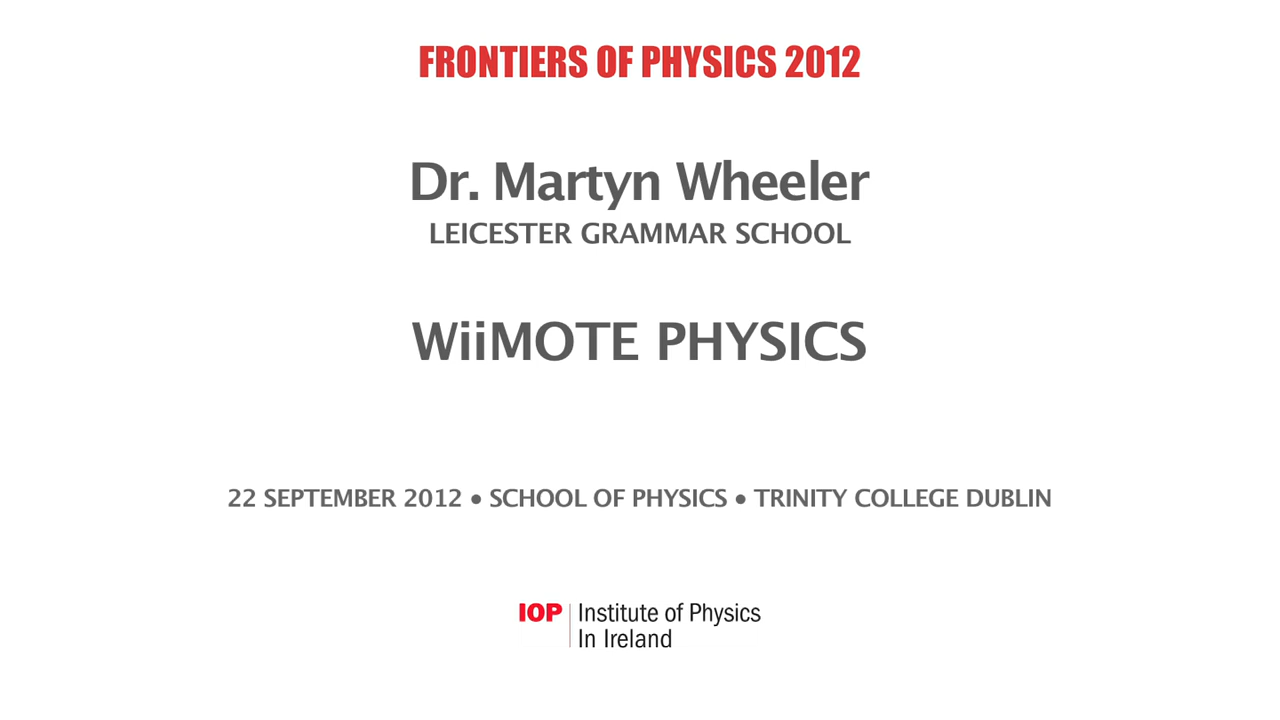 FRONTIERS OF PHYSICS 2012
Dr. Martyn Wheeler
LEICESTER GRAMMAR SCHOOL
WiiMOTE PHYSICS
22 SEPTEMBER 2012 • SCHOOL OF PHYSICS • TRINITY COLLEGE DUBLIN
IOP Institute of Physics
In Ireland